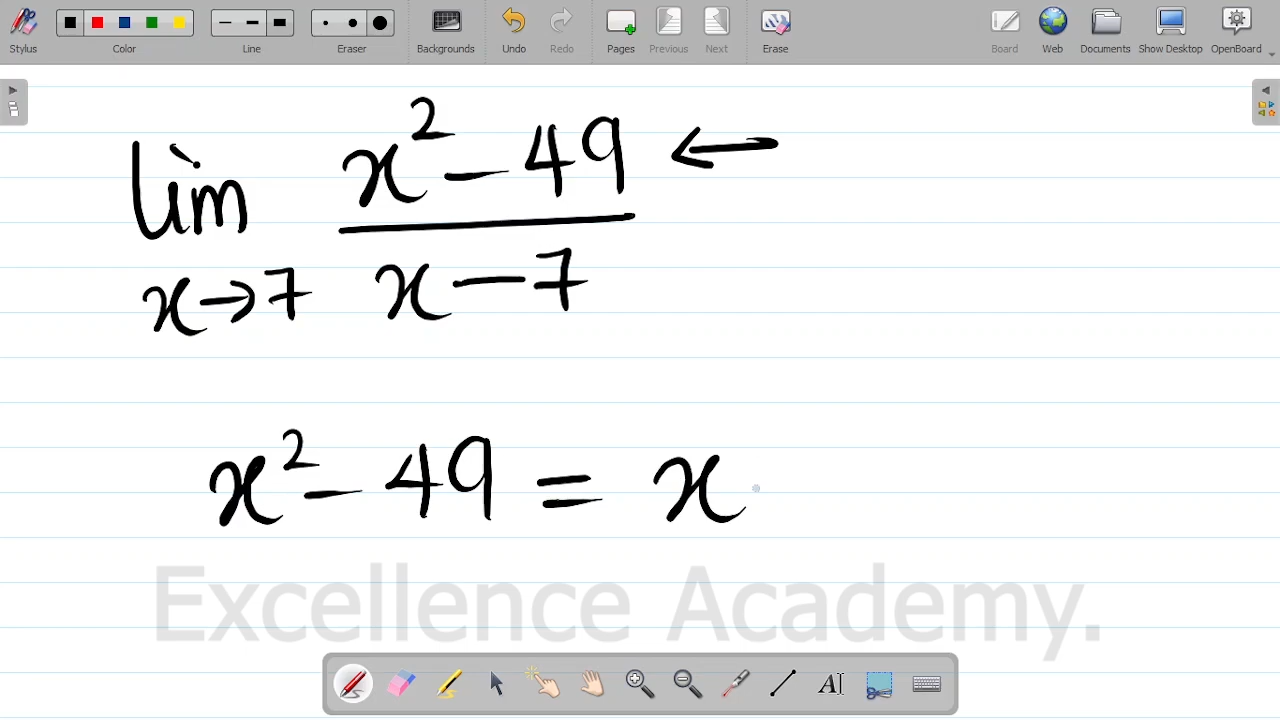 Stylus Color Line Eraser Backgrounds Undo Redo Pages Previous Next Erase Board Web Documents Show Desktop OpenBoard
lim x² - 49 ←
x→7 x - 7
x² - 49 = x
Excellence Academy.
AI